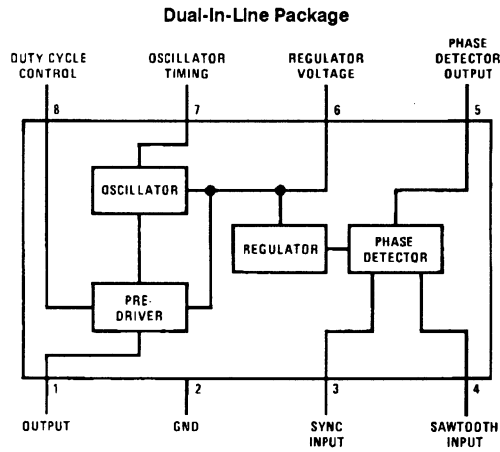 Dual-In-Line Package
DUTY CYCLE
CONTROL
OSCILLATOR
TIMING
REGULATOR
VOLTAGE
PHASE
DETECTOR
OUTPUT
8
7
6
5
OSCILLATOR
REGULATOR
PHASE
DETECTOR
PRE-
DRIVER
1
2
3
4
OUTPUT
GND
SYNC
INPUT
SAWTOOTH
INPUT